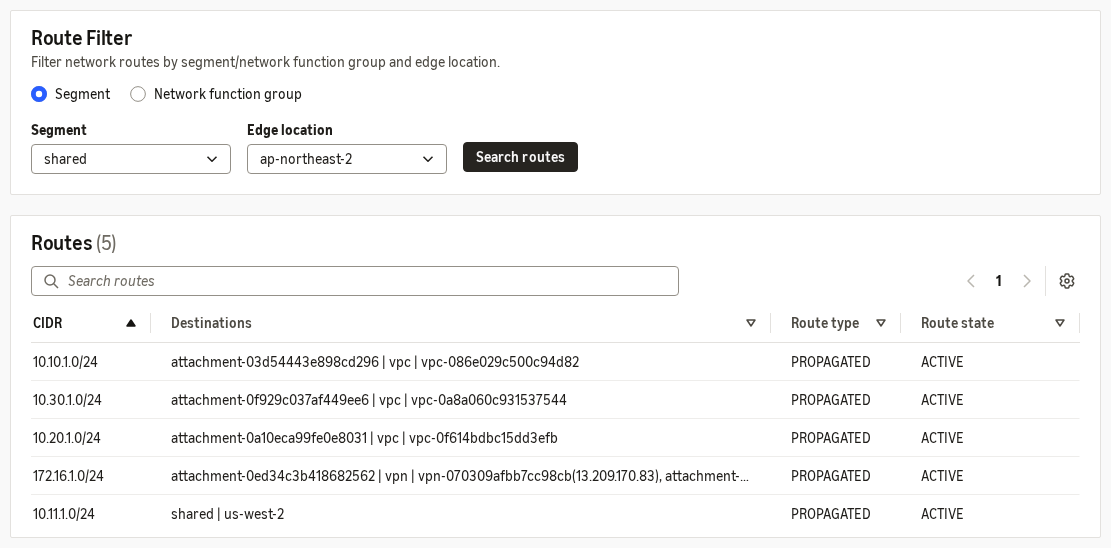 Route Filter
Filter network routes by segment/network function group and edge location.
Segment Network function group
Segment Edge location
shared ap-northeast-2 Search routes
Routes (5)
Search routes 1
CIDR Destinations Route type Route state
10.10.1.0/24 attachment-03d54443e898cd296 | vpc | vpc-086e029c500c94d82 PROPAGATED ACTIVE
10.30.1.0/24 attachment-0f929c037af449ee6 | vpc | vpc-0a8a060c931537544 PROPAGATED ACTIVE
10.20.1.0/24 attachment-0a10eca99fe0e8031 | vpc | vpc-0f614bdbc15dd3efb PROPAGATED ACTIVE
172.16.1.0/24 attachment-0ed34c3b418682562 | vpn | vpn-070309afbb7cc98cb(13.209.170.83), attachment-... PROPAGATED ACTIVE
10.11.1.0/24 shared | us-west-2 PROPAGATED ACTIVE